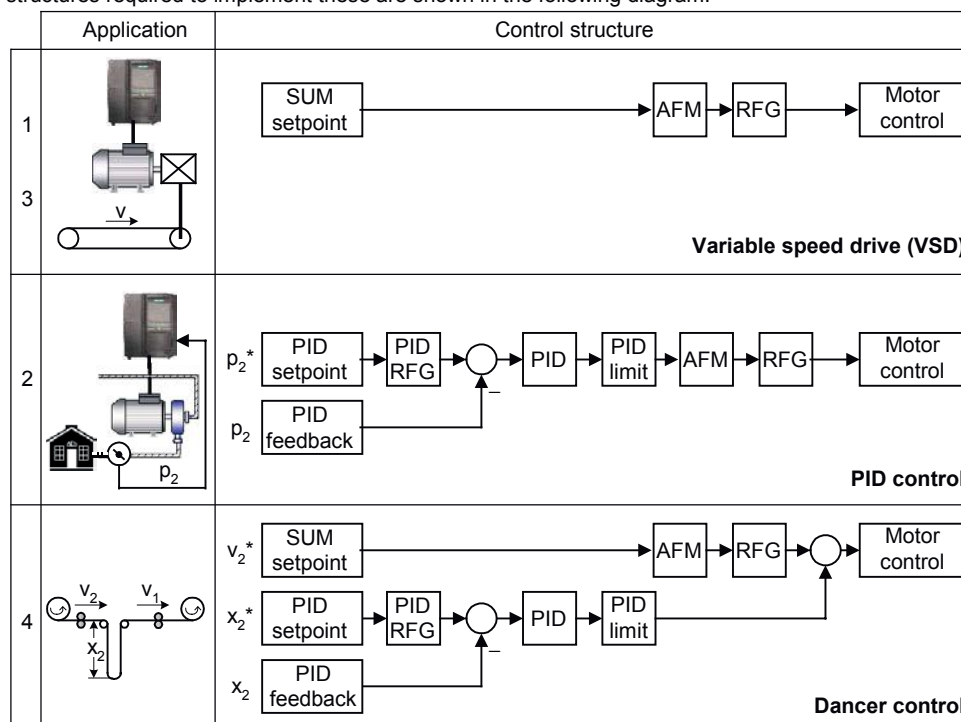 structures required to implement these are shown in the following diagram.
Application
Control structure
1
3
v
SUM
setpoint
AFM
RFG
Motor
control
Variable speed drive (VSD)
2
p2
p2*
PID
setpoint
PID
RFG
PID
PID
limit
AFM
RFG
Motor
control
p2
PID
feedback
–
PID control
4
v2
v1
x2
v2*
SUM
setpoint
AFM
RFG
Motor
control
x2*
PID
setpoint
PID
RFG
PID
PID
limit
x2
PID
feedback
–
Dancer control